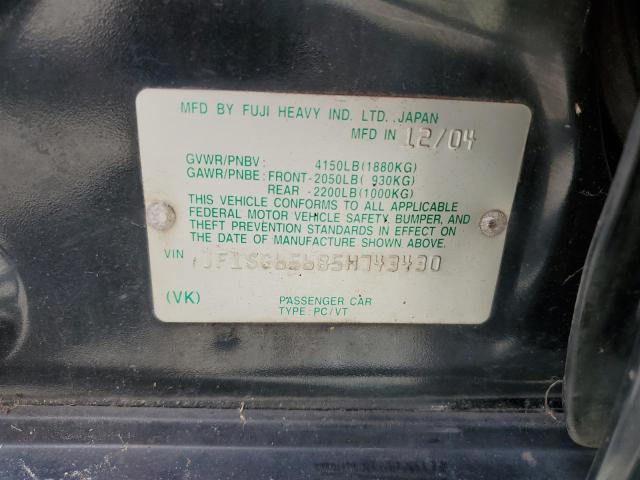 MFD BY FUJI HEAVY IND. LTD. JAPAN
MFD IN 12/04
GVWR/PNBV: 4150LB(1880KG)
GAWR/PNBE: FRONT-2050LB( 930KG)
REAR -2200LB(1000KG)
THIS VEHICLE CONFORMS TO ALL APPLICABLE
FEDERAL MOTOR VEHICLE SAFETY, BUMPER, AND
THEFT PREVENTION STANDARDS IN EFFECT ON
THE DATE OF MANUFACTURE SHOWN ABOVE.
VIN JF1SG65685H743430
(VK) PASSENGER CAR
TYPE:PC/VT